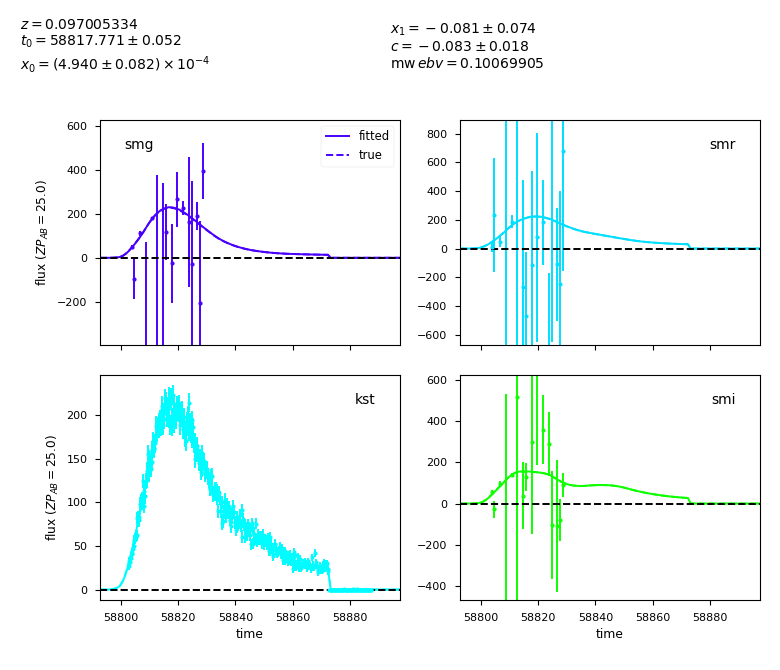 z = 0.097005334
t₀ = 58817.771 ± 0.052
x₀ = (4.940 ± 0.082) × 10⁻⁴
x₁ = −0.081 ± 0.074
c = −0.083 ± 0.018
mw ebv = 0.10069905
smg
fitted
true
600
400
200
0
−200
flux (ZP_AB = 25.0)
smr
800
600
400
200
0
−200
−400
−600
kst
200
150
100
50
0
flux (ZP_AB = 25.0)
58800 58820 58840 58860 58880
time
smi
600
400
200
0
−200
−400
58800 58820 58840 58860 58880
time